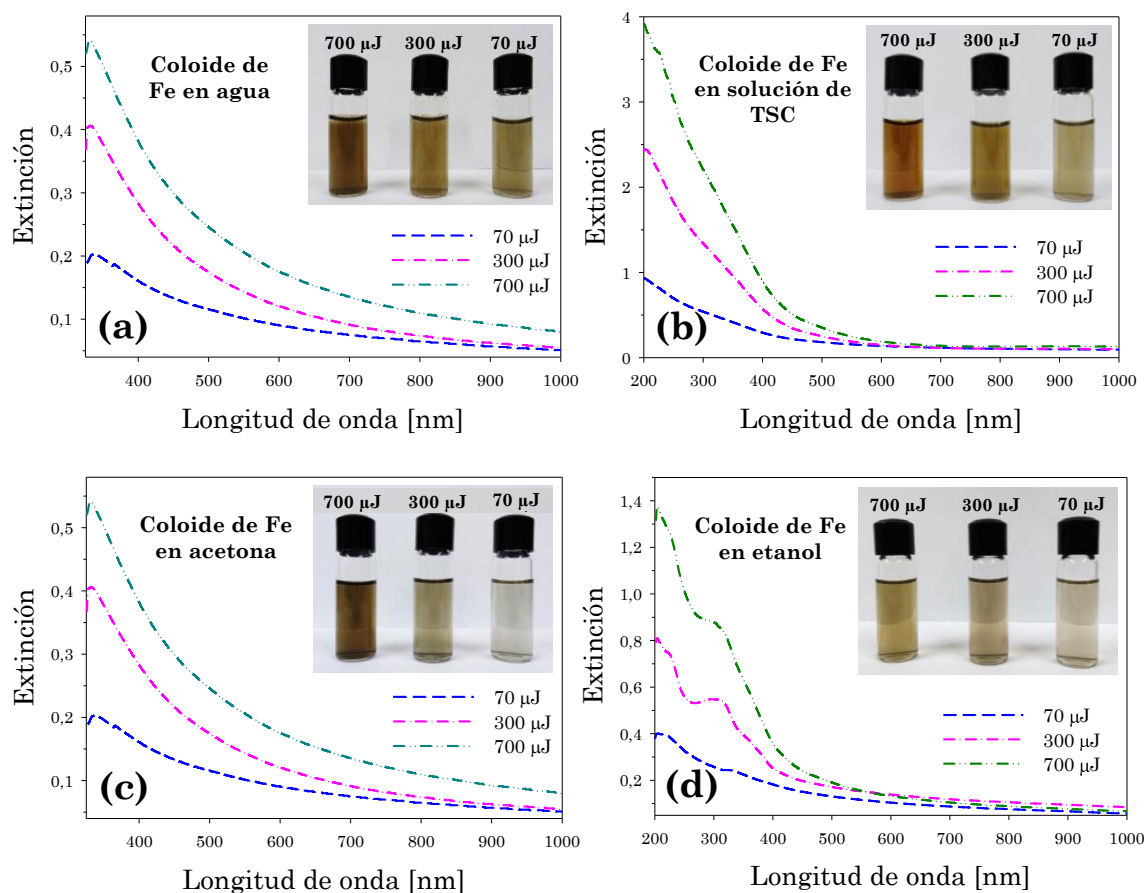 700 µJ 300 µJ 70 µJ
Coloide de
Fe en agua
0,5
0,4
0,3
0,2
0,1
Extinción
70 µJ
300 µJ
700 µJ
(a)
400 500 600 700 800 900 1000
Longitud de onda [nm]
700 µJ 300 µJ 70 µJ
Coloide de Fe
en solución de
TSC
4
3
2
1
0
Extinción
70 µJ
300 µJ
700 µJ
(b)
200 300 400 500 600 700 800 900 1000
Longitud de onda [nm]
700 µJ 300 µJ 70 µJ
Coloide de Fe
en acetona
0,5
0,4
0,3
0,2
0,1
Extinción
70 µJ
300 µJ
700 µJ
(c)
400 500 600 700 800 900 1000
Longitud de onda [nm]
700 µJ 300 µJ 70 µJ
Coloide de Fe
en etanol
1,4
1,2
1,0
0,8
0,6
0,4
0,2
Extinción
70 µJ
300 µJ
700 µJ
(d)
200 300 400 500 600 700 800 900 1000
Longitud de onda [nm]